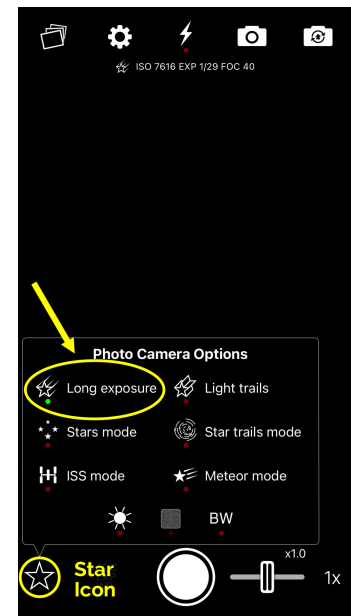 ISO 7616 EXP 1/29 FOC 40
Photo Camera Options
Long exposure
Light trails
Stars mode
Star trails mode
ISS mode
Meteor mode
BW
x1.0
Star
Icon
1x